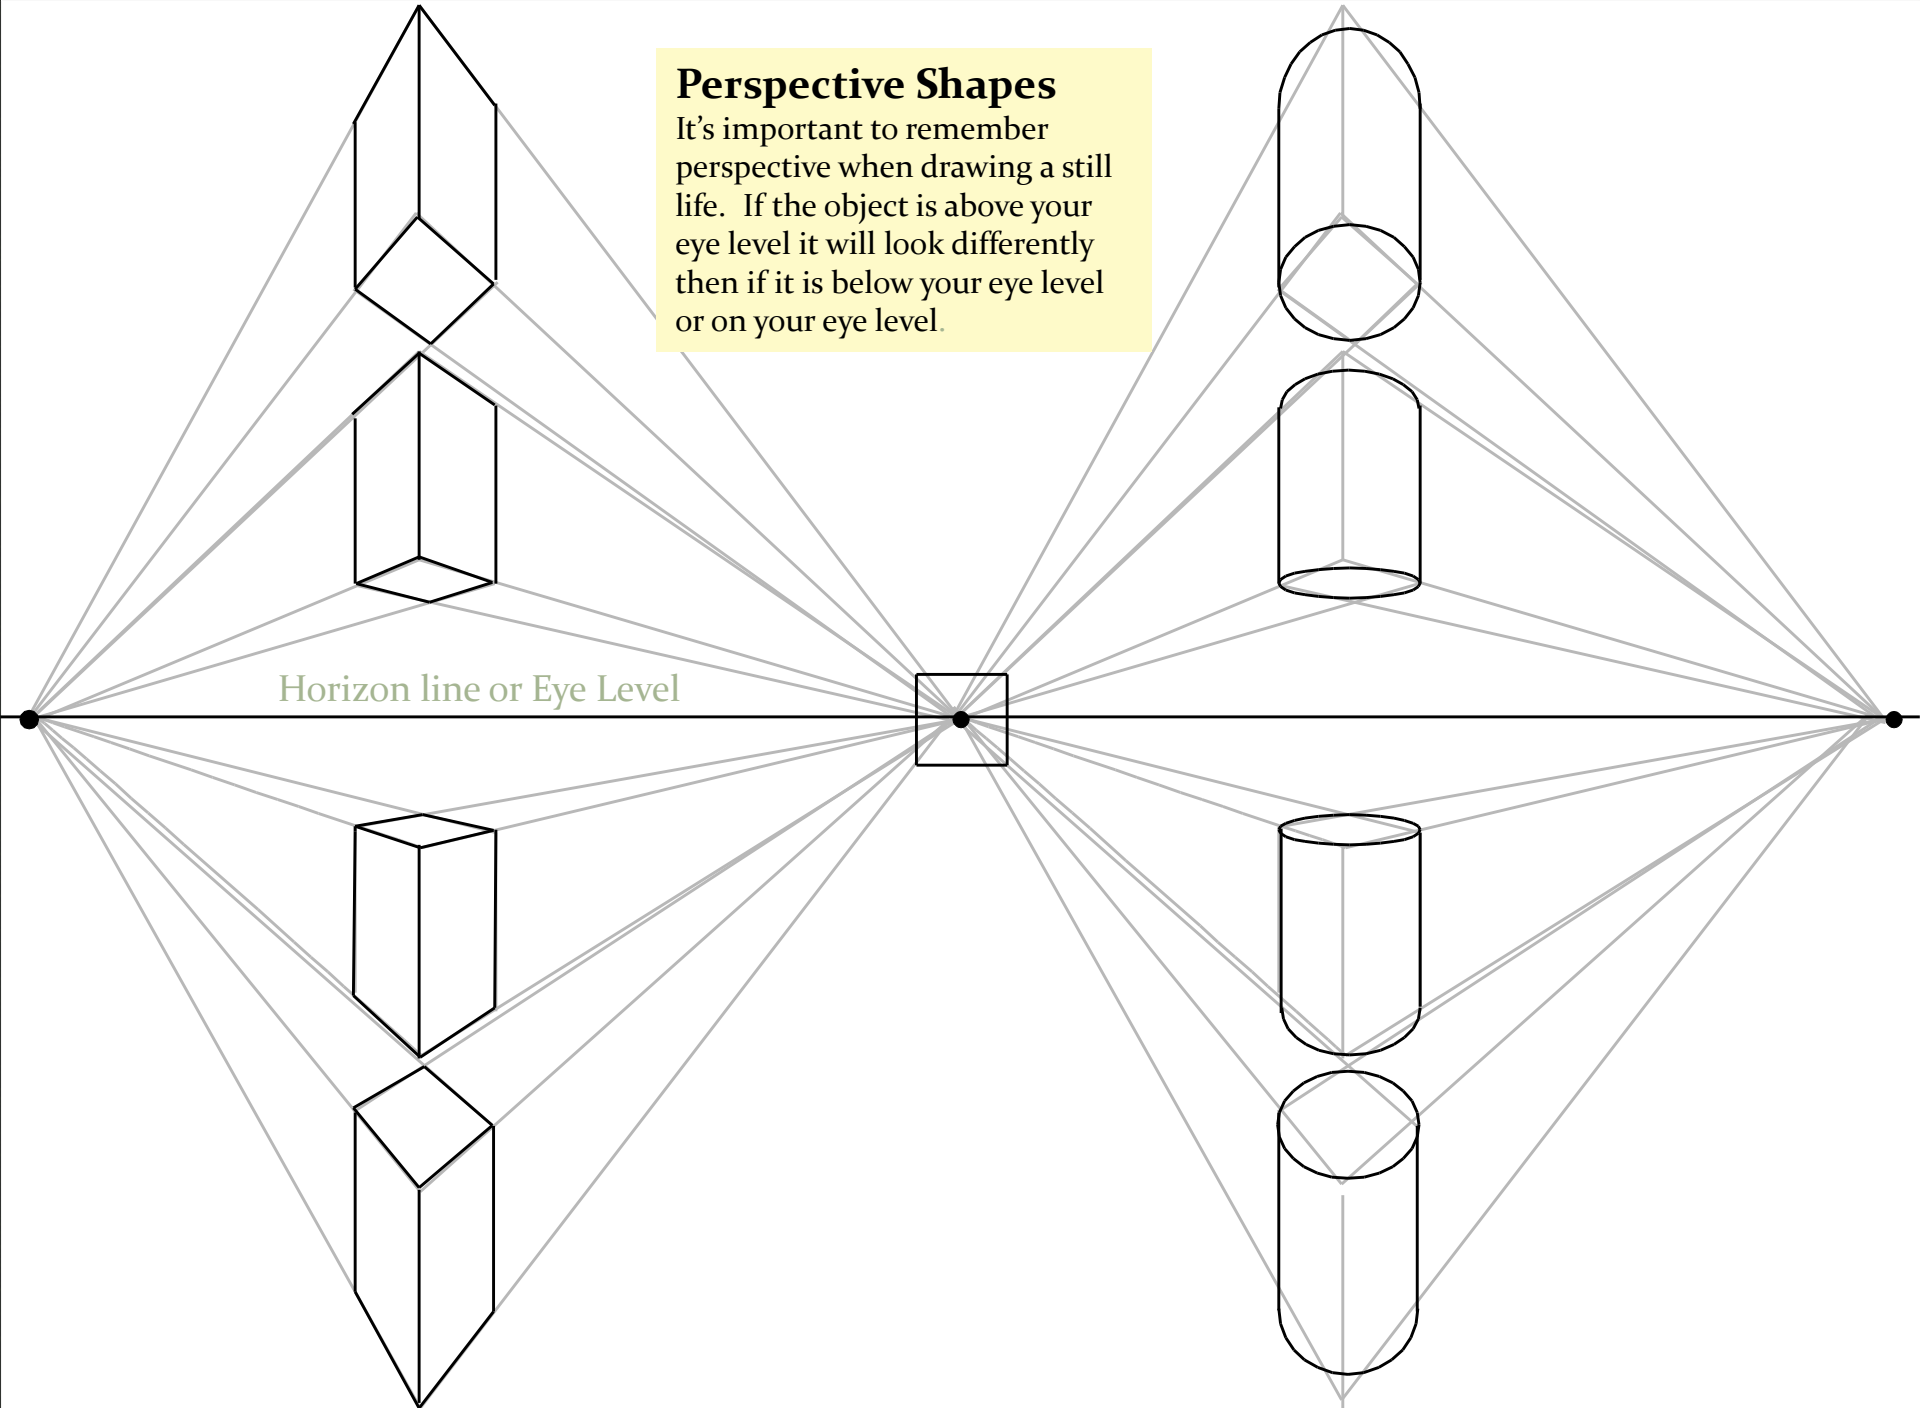 Perspective Shapes
It's important to remember
perspective when drawing a still
life.  If the object is above your
eye level it will look differently
then if it is below your eye level
or on your eye level.
Horizon line or Eye Level